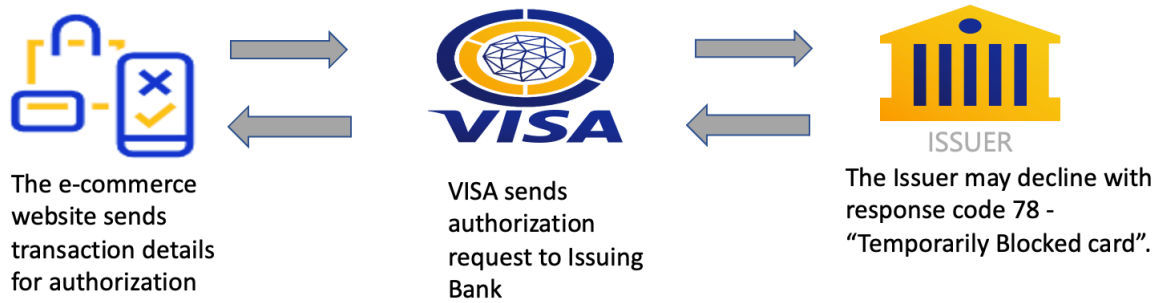 VISA
ISSUER
The e-commerce
website sends
transaction details
for authorization
VISA sends
authorization
request to Issuing
Bank
The Issuer may decline with
response code 78 -
“Temporarily Blocked card”.